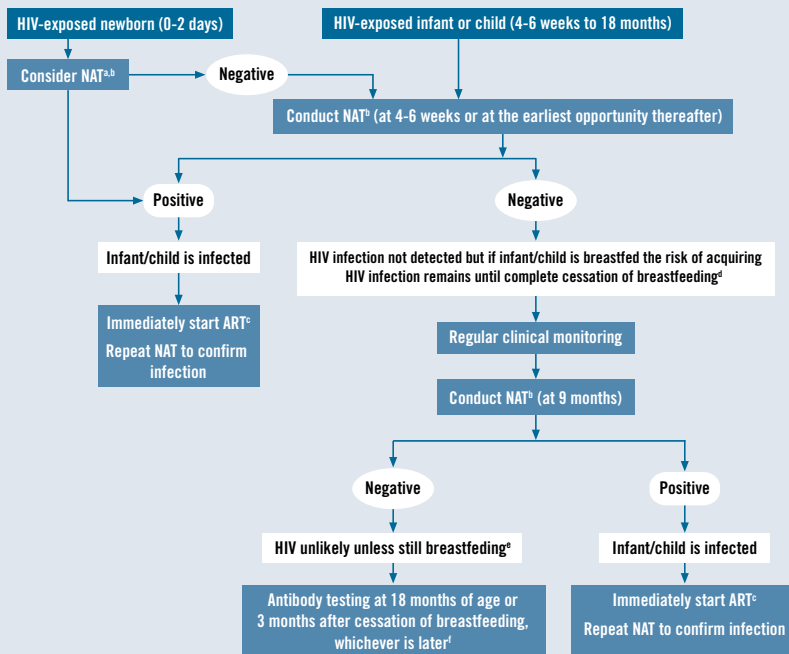 HIV-exposed newborn (0-2 days)
HIV-exposed infant or child (4-6 weeks to 18 months)
Consider NATa,b
Negative
Conduct NATb (at 4-6 weeks or at the earliest opportunity thereafter)
Positive
Negative
Infant/child is infected
HIV infection not detected but if infant/child is breastfed the risk of acquiring
HIV infection remains until complete cessation of breastfeedingd
Immediately start ARTc
Repeat NAT to confirm
infection
Regular clinical monitoring
Conduct NATb (at 9 months)
Negative
Positive
HIV unlikely unless still breastfedinge
Infant/child is infected
Antibody testing at 18 months of age or
3 months after cessation of breastfeeding,
whichever is laterf
Immediately start ARTc
Repeat NAT to confirm infection